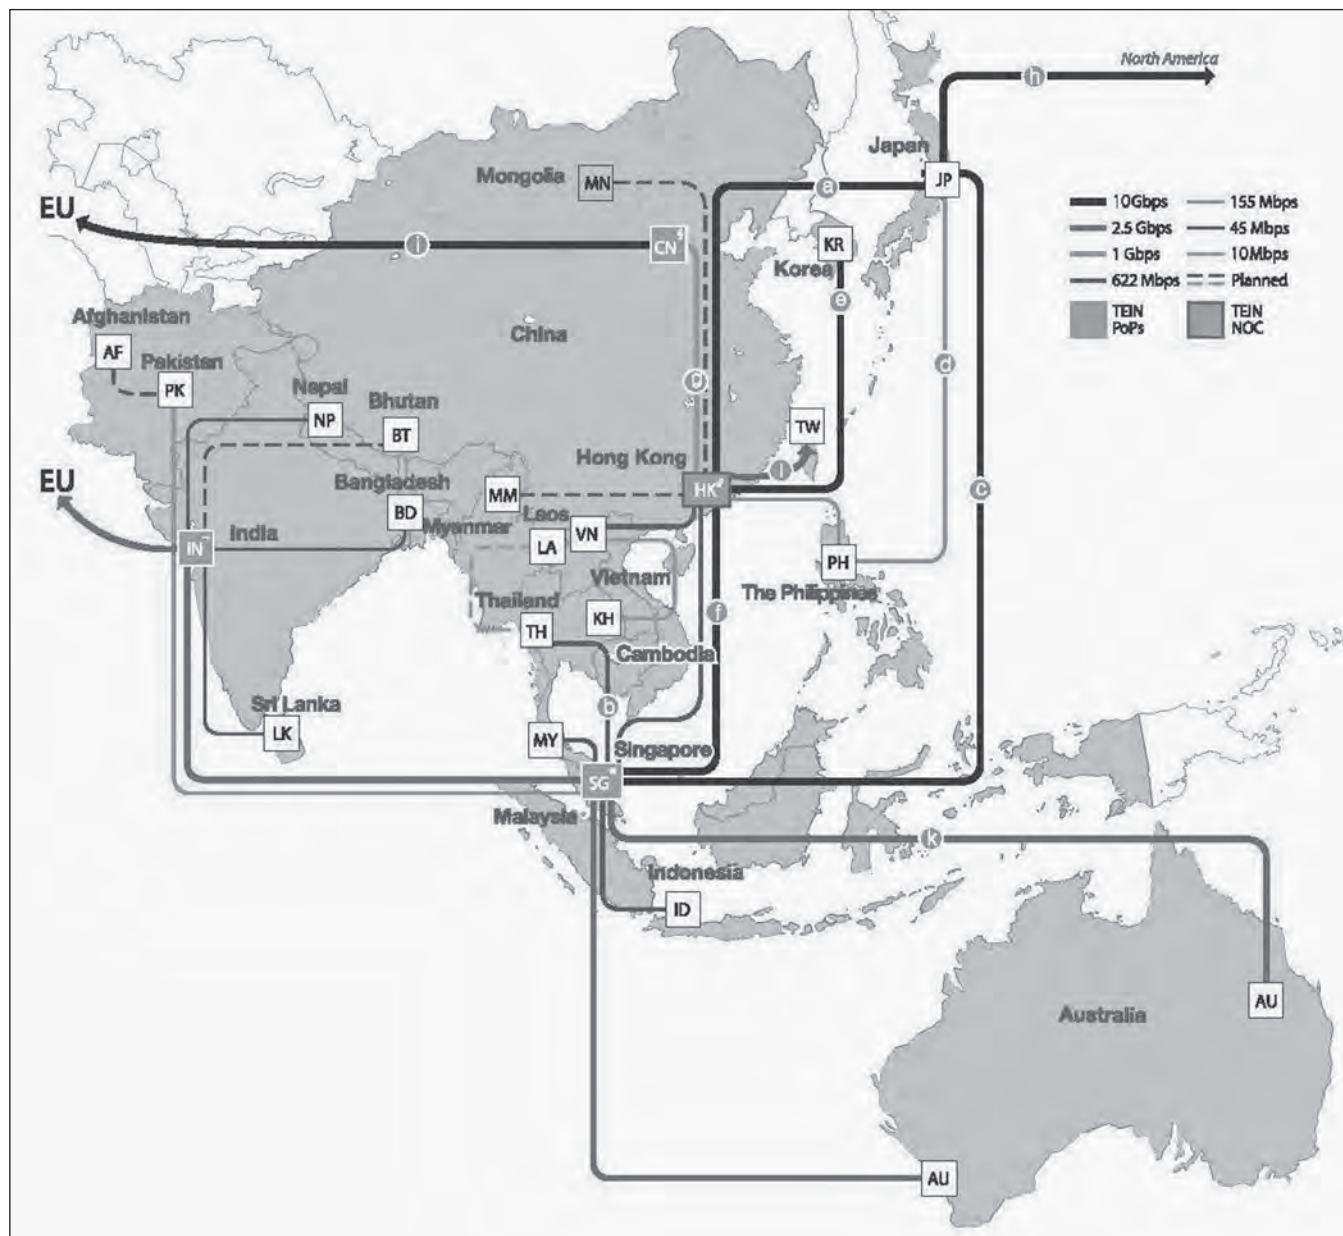 North America
h
Japan
JP
Mongolia
MN
a
10Gbps
155 Mbps
2.5 Gbps
45 Mbps
1 Gbps
10Mbps
622 Mbps
Planned
TEIN
PoPs
TEIN
NOC
EU
CN
KR
Korea
e
China
Afghanistan
AF
Pakistan
PK
Nepal
NP
Bhutan
BT
d
g
TW
Hong Kong
HK
EU
Bangladesh
BD
MM
Myanmar
Laos
LA
VN
c
India
IN
Vietnam
PH
The Philippines
Thailand
TH
KH
f
Cambodia
Sri Lanka
LK
b
MY
Singapore
SG
Malaysia
k
Indonesia
ID
AU
Australia
AU